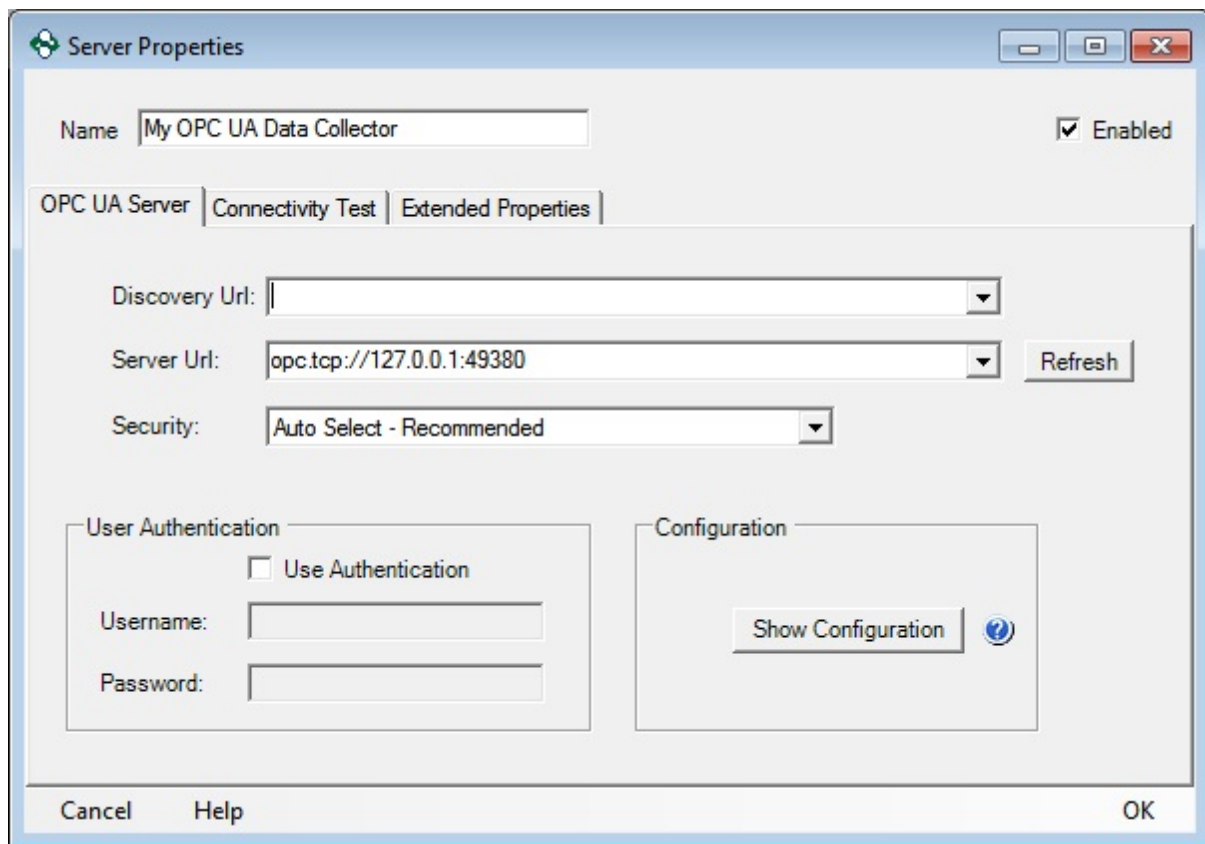 Server Properties
Name My OPC UA Data Collector Enabled
OPC UA Server Connectivity Test Extended Properties
Discovery Url:
Server Url: opc.tcp://127.0.0.1:49380 Refresh
Security: Auto Select - Recommended
User Authentication Configuration
Use Authentication
Username: Show Configuration ?
Password:
Cancel Help OK